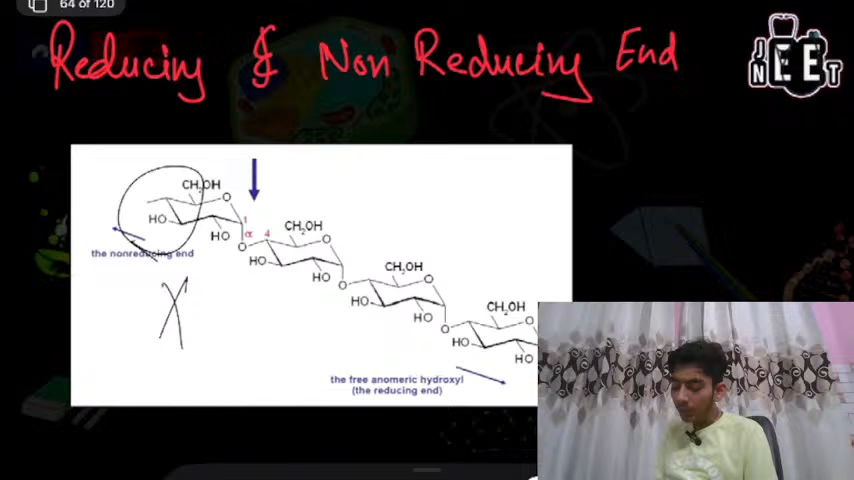 64 of 120
Reducing & Non Reducing End
J
NEET
CH2OH
HO
HO
1
α
4
O
O
CH2OH
HO
HO
O
O
CH2OH
HO
HO
O
O
CH2OH
HO
HO
O
the nonreducing end
X
the free anomeric hydroxyl
(the reducing end)